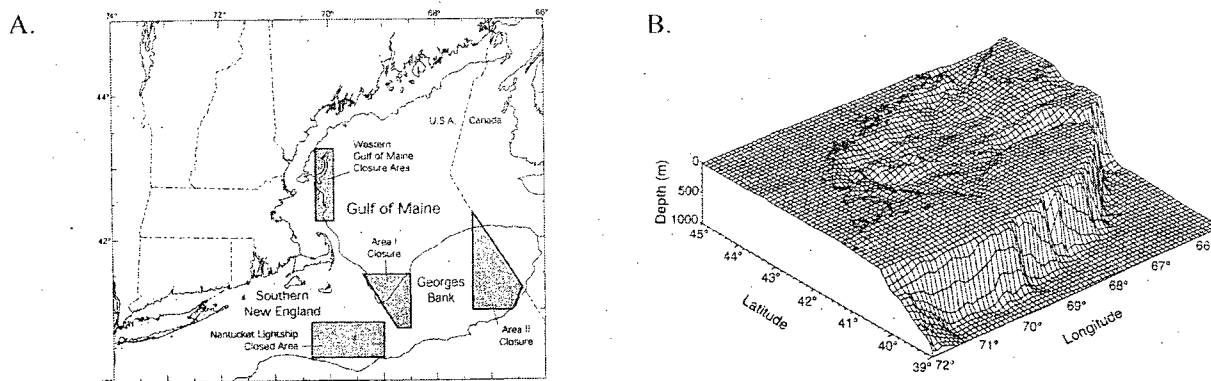 A.
74°
70°
68°
66°
44°
42°
U.S.A.
Canada
Western
Gulf of Maine
Closure Area
Gulf of Maine
Area I
Closure
Georges
Bank
Southern
New England
Nantucket Lightship
Closed Area
Area II
Closure
B.
Depth (m)
0
500
1000
45°
44°
43°
42°
41°
40°
39°
Latitude
72°
71°
70°
69°
68°
67°
66
Longitude